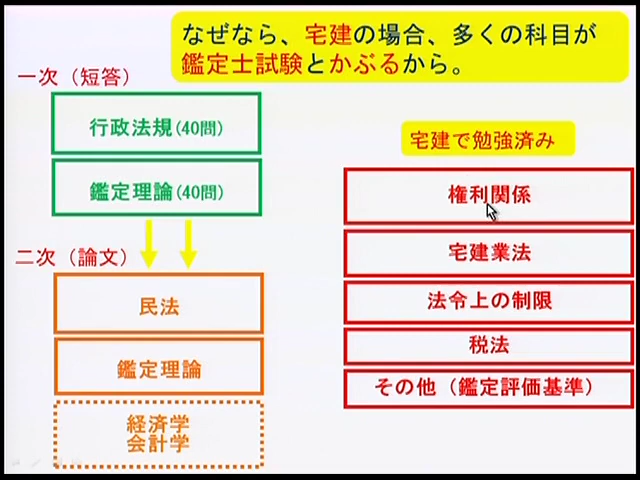 なぜなら、宅建の場合、多くの科目が
鑑定士試験とかぶるから。
一次（短答）
行政法規(40問)
鑑定理論(40問)
二次（論文）
民法
鑑定理論
経済学
会計学
宅建で勉強済み
権利関係
宅建業法
法令上の制限
税法
その他（鑑定評価基準）